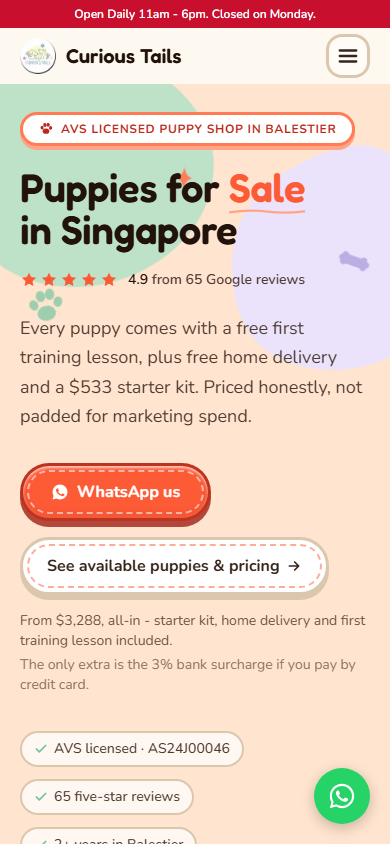 Open Daily 11am - 6pm. Closed on Monday.
Curious Tails
AVS LICENSED PUPPY SHOP IN BALESTIER
Puppies for Sale
in Singapore
4.9 from 65 Google reviews
Every puppy comes with a free first
training lesson, plus free home delivery
and a $533 starter kit. Priced honestly, not
padded for marketing spend.
WhatsApp us
See available puppies & pricing →
From $3,288, all-in - starter kit, home delivery and first
training lesson included.
The only extra is the 3% bank surcharge if you pay by
credit card.
AVS licensed · AS24J00046
65 five-star reviews
2+ years in Balestier